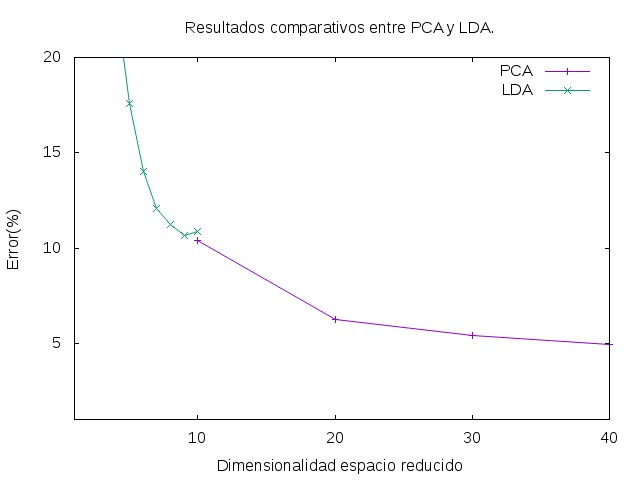 Resultados comparativos entre PCA y LDA.
PCA
LDA
20
15
10
5
Error(%)
10 20 30 40
Dimensionalidad espacio reducido